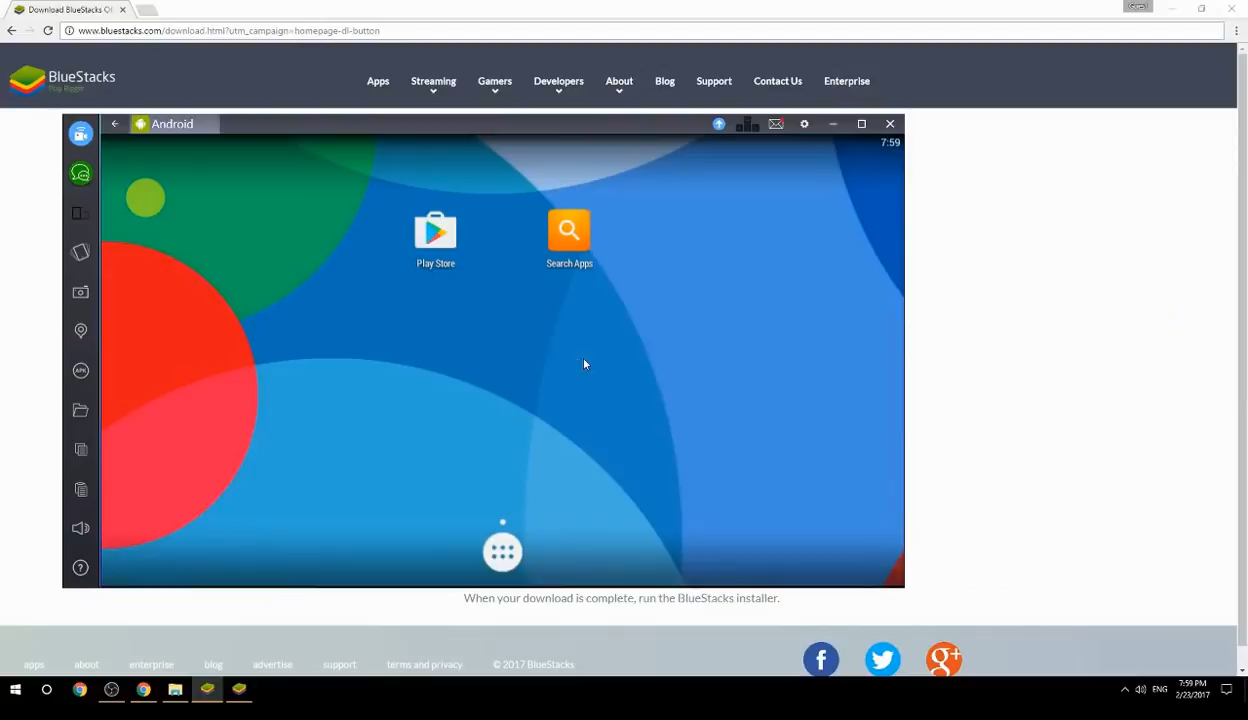 Download BlueStacks Of
www.bluestacks.com/download.html?utm_campaign=homepage-dl-button
BlueStacks
Play Bigger
Apps Streaming Gamers Developers About Blog Support Contact Us Enterprise
Android
7:59
Play Store
Search Apps
APK
When your download is complete, run the BlueStacks installer.
apps about enterprise blog advertise support terms and privacy © 2017 BlueStacks
ENG
7:59 PM
2/23/2017